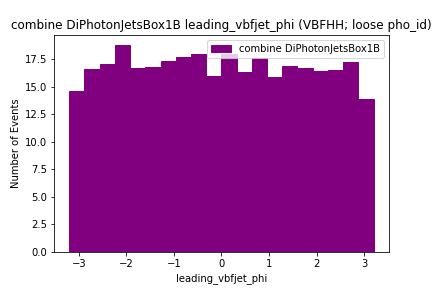 combine DiPhotonJetsBox1B leading_vbfjet_phi (VBFHH; loose pho_id)
combine DiPhotonJetsBox1B
Number of Events
17.5
15.0
12.5
10.0
7.5
5.0
2.5
0.0
−3 −2 −1 0 1 2 3
leading_vbfjet_phi